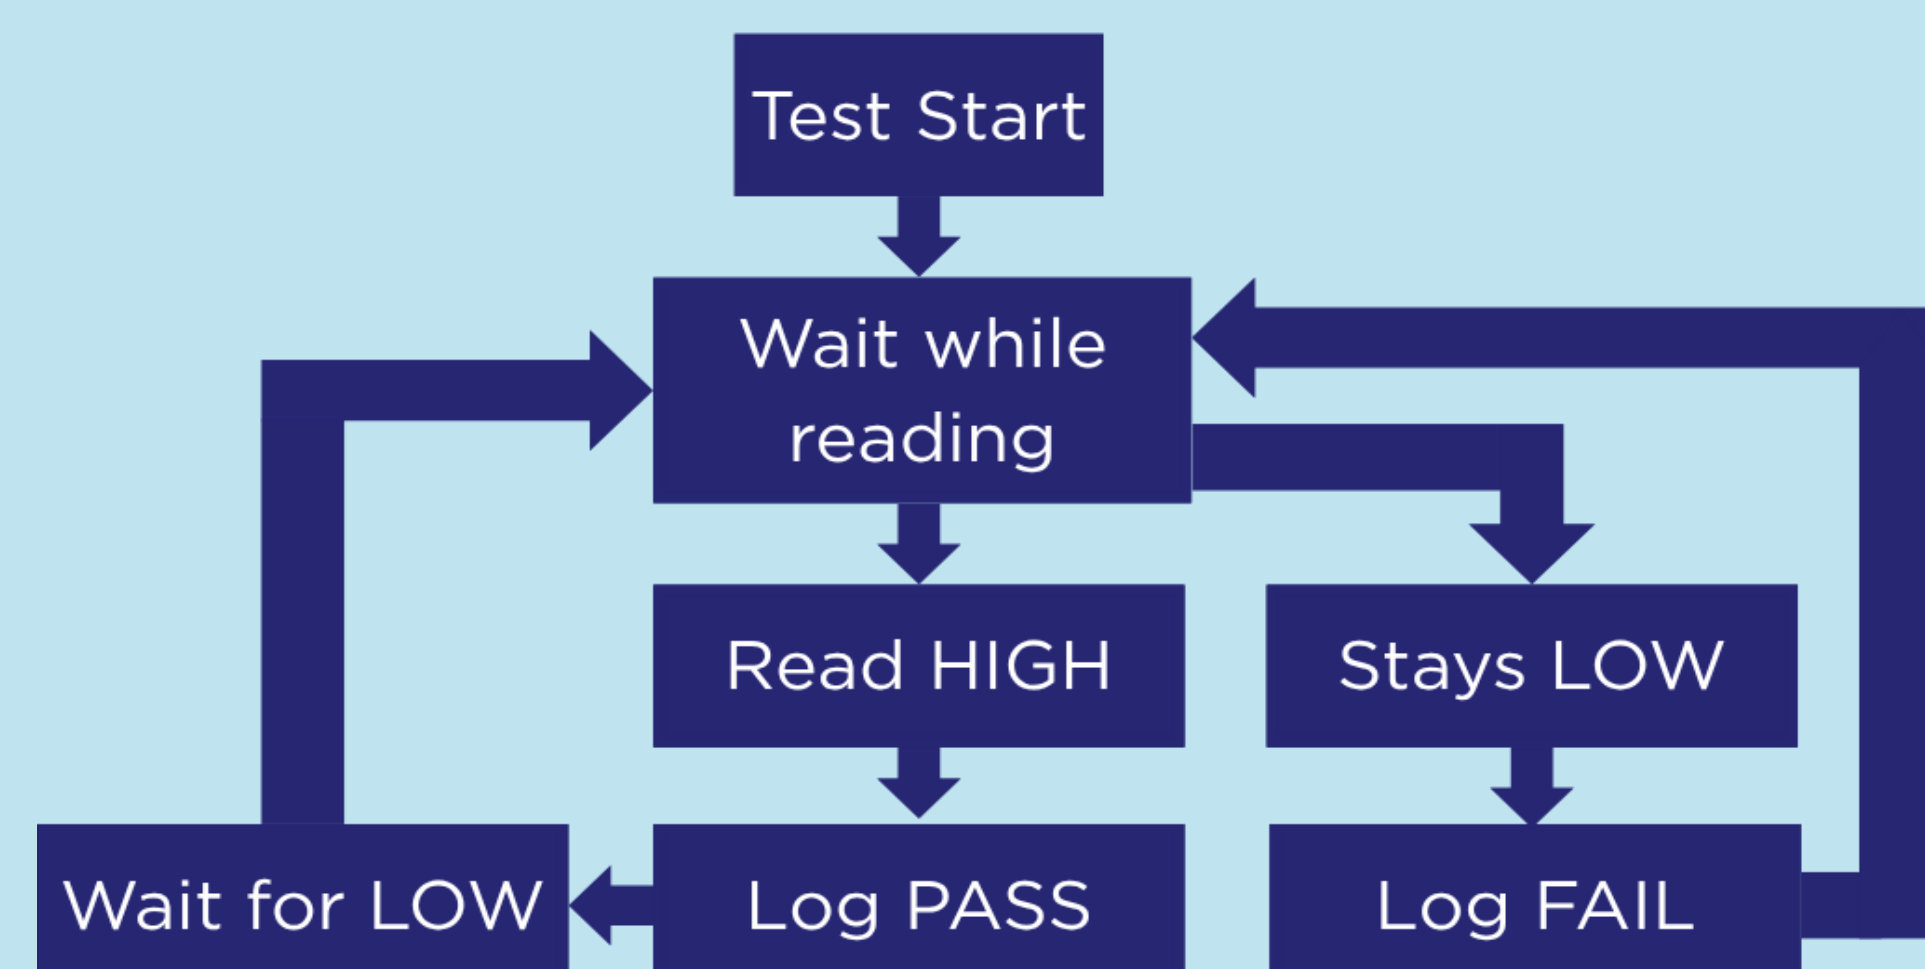 Test Start
Wait while
reading
Read HIGH
Stays LOW
Wait for LOW
Log PASS
Log FAIL